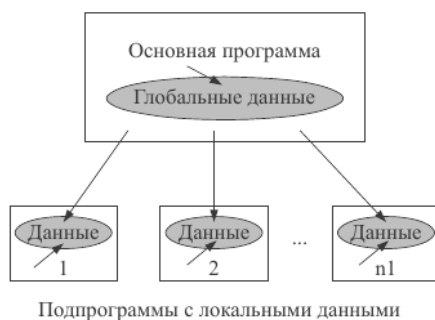 Основная программа
Глобальные данные
Данные Данные Данные
1 2 ... n1
Подпрограммы с локальными данными